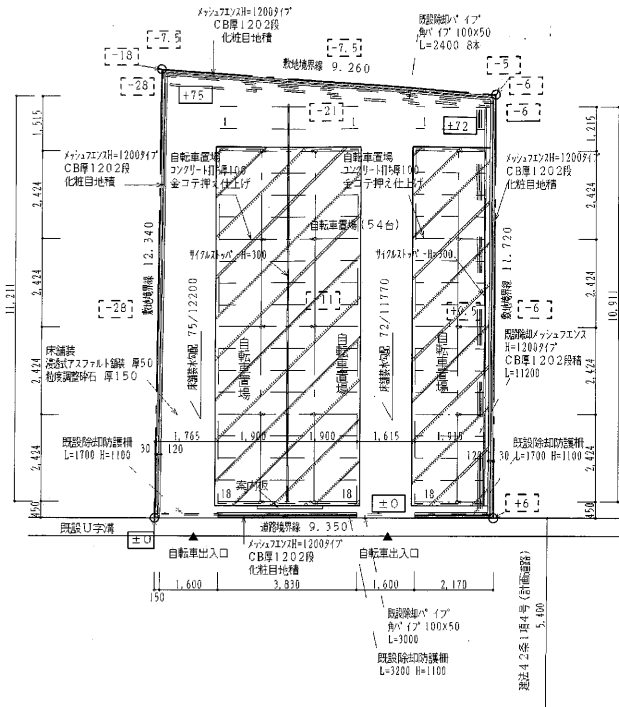 メッシュフェンスH=1200タイプ
CB厚120 2段
化粧目地積
既設除却パイプ
角パイプ 100X50
L=2400 8本
-7.5
-18
-7.5
敷地境界線 9.260
-5
-28
+75
-6
-21
-6
+72
1,515
1,215
メッシュフェンスH=1200タイプ
CB厚120 2段
化粧目地積
自転車置場
コンクリート打ち厚100
金コテ押え仕上げ
自転車置場
コンクリート打ち厚100
金コテ押え仕上げ
メッシュフェンスH=1200タイプ
CB厚120 2段
化粧目地積
2,424
2,424
自転車置場(54台)
サイクルストッパーH=300
サイクルストッパーH=300
敷地境界線 12.340
敷地境界線 11.720
11,211
10,911
2,424
2,424
-28
-11
-6
床舗装水勾配 75/12200
床舗装水勾配 72/11770
自転車置場
自転車置場
自転車置場
既設除却メッシュフェンス
H=1200タイプ
CB厚120 2段積
L=11200
床舗装
浸透式アスファルト舗装 厚50
粒度調整砕石 厚150
2,424
2,424
1,765
1,900
1,900
1,615
1,915
既設除却防護柵
L=1700 H=1100
30
120
120
30
既設除却防護柵
L=1700 H=1100
2,424
2,424
案内板
18
18
18
±0
+6
450
450
既設U字溝
道路境界線 9.350
±0
自転車出入口
メッシュフェンスH=1200タイプ
CB厚120 2段
化粧目地積
自転車出入口
1,600
3,830
1,600
2,170
150
既設除却パイプ
角パイプ 100X50
L=3000
既設除却防護柵
L=3200 H=1100
建法42条1項4号(計画道路)
5.400